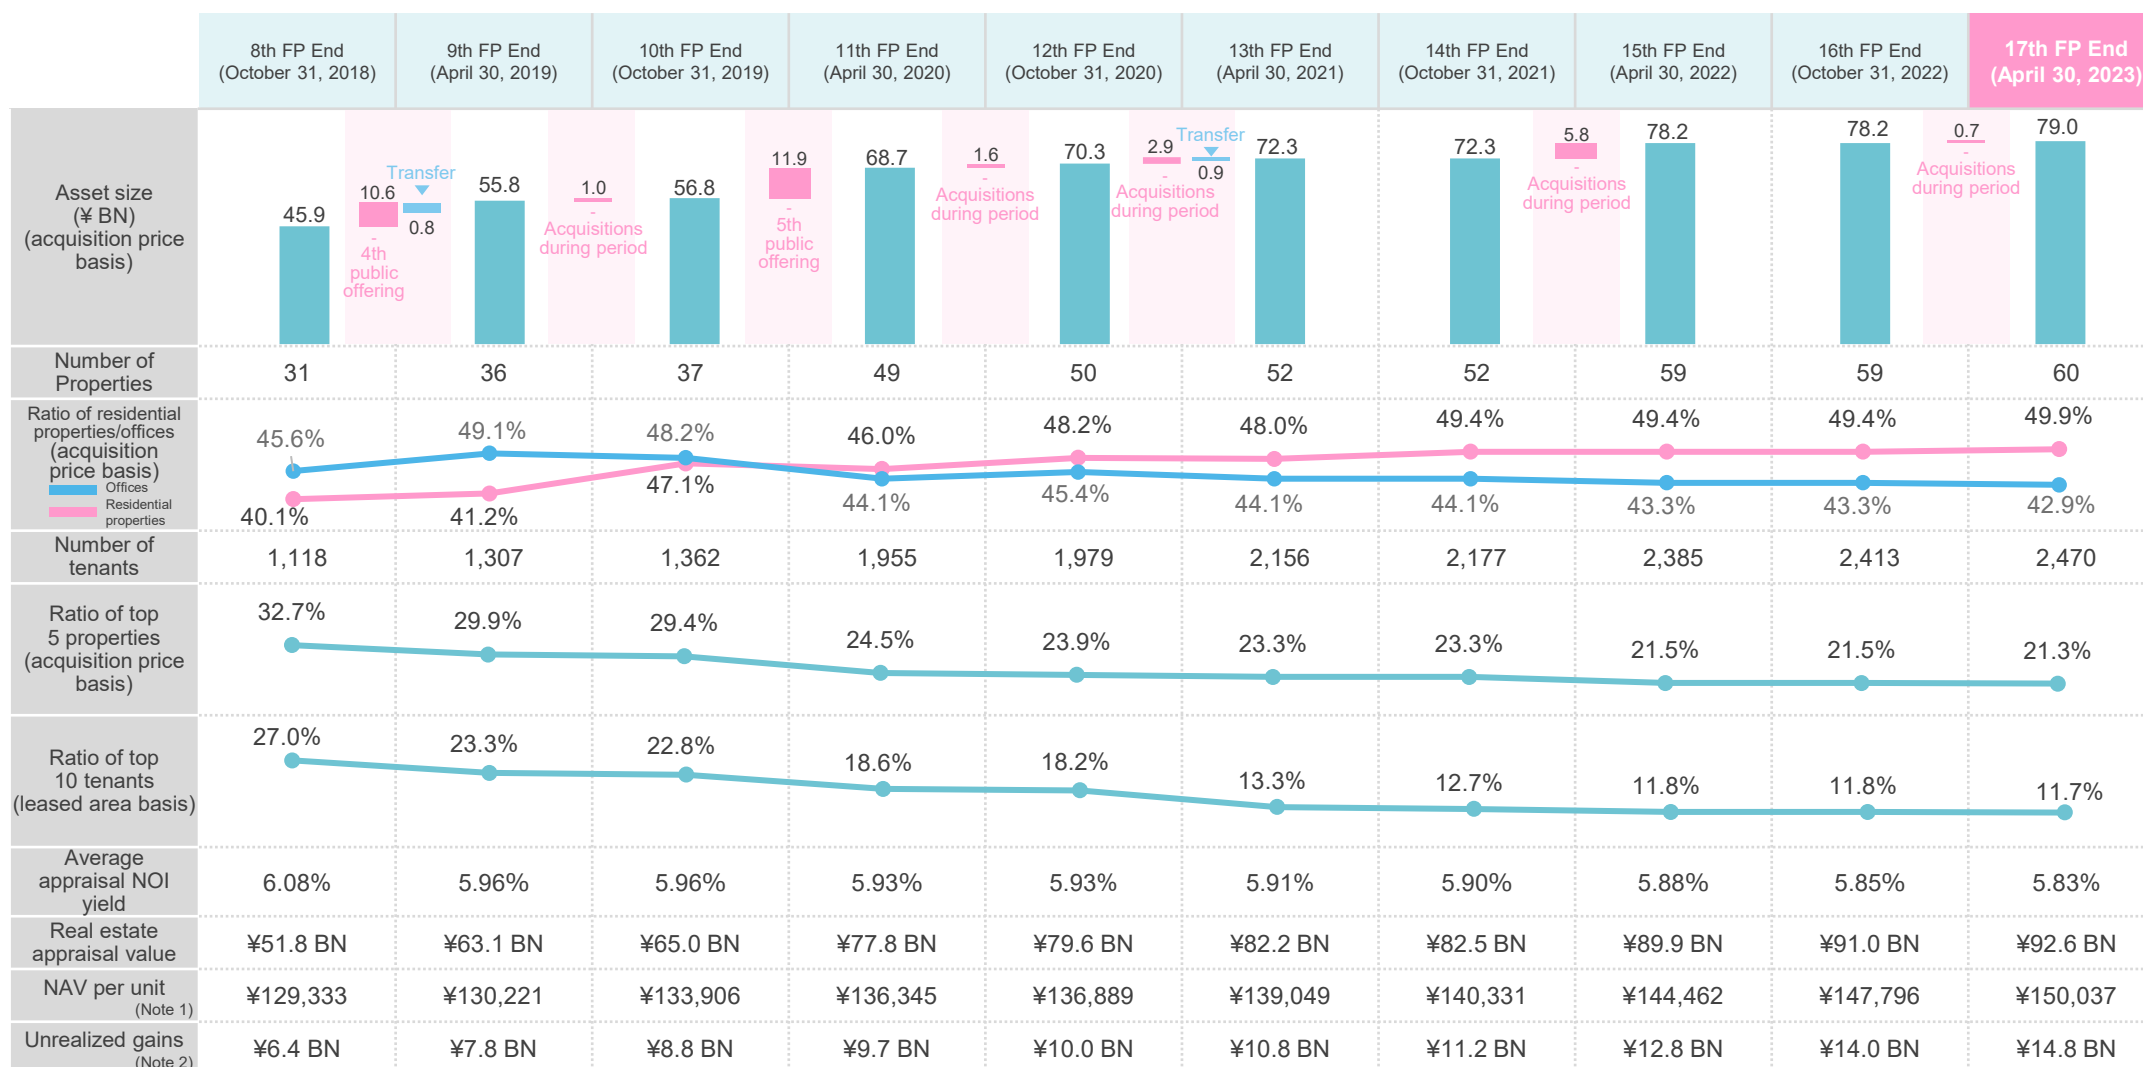 8th FP End
(October 31, 2018)
9th FP End
(April 30, 2019)
10th FP End
(October 31, 2019)
11th FP End
(April 30, 2020)
12th FP End
(October 31, 2020)
13th FP End
(April 30, 2021)
14th FP End
(October 31, 2021)
15th FP End
(April 30, 2022)
16th FP End
(October 31, 2022)
17th FP End
(April 30, 2023)
Asset size
(¥ BN)
(acquisition price
basis)
45.9
10.6
-
4th
public
offering
Transfer
0.8
55.8
1.0
-
Acquisitions
during period
56.8
11.9
-
5th
public
offering
68.7
1.6
-
Acquisitions
during period
70.3
2.9
-
Acquisitions
during period
Transfer
0.9
72.3
72.3
5.8
-
Acquisitions
during period
78.2
78.2
0.7
-
Acquisitions
during period
79.0
Number of
Properties
31
36
37
49
50
52
52
59
59
60
Ratio of residential
properties/offices
(acquisition
price basis)
Offices
Residential
properties
45.6%
49.1%
48.2%
46.0%
48.2%
48.0%
49.4%
49.4%
49.4%
49.9%
40.1%
41.2%
47.1%
44.1%
45.4%
44.1%
44.1%
43.3%
43.3%
42.9%
Number of
tenants
1,118
1,307
1,362
1,955
1,979
2,156
2,177
2,385
2,413
2,470
Ratio of top
5 properties
(acquisition price
basis)
32.7%
29.9%
29.4%
24.5%
23.9%
23.3%
23.3%
21.5%
21.5%
21.3%
Ratio of top
10 tenants
(leased area basis)
27.0%
23.3%
22.8%
18.6%
18.2%
13.3%
12.7%
11.8%
11.8%
11.7%
Average
appraisal NOI
yield
6.08%
5.96%
5.96%
5.93%
5.93%
5.91%
5.90%
5.88%
5.85%
5.83%
Real estate
appraisal value
¥51.8 BN
¥63.1 BN
¥65.0 BN
¥77.8 BN
¥79.6 BN
¥82.2 BN
¥82.5 BN
¥89.9 BN
¥91.0 BN
¥92.6 BN
NAV per unit
(Note 1)
¥129,333
¥130,221
¥133,906
¥136,345
¥136,889
¥139,049
¥140,331
¥144,462
¥147,796
¥150,037
Unrealized gains
(Note 2)
¥6.4 BN
¥7.8 BN
¥8.8 BN
¥9.7 BN
¥10.0 BN
¥10.8 BN
¥11.2 BN
¥12.8 BN
¥14.0 BN
¥14.8 BN